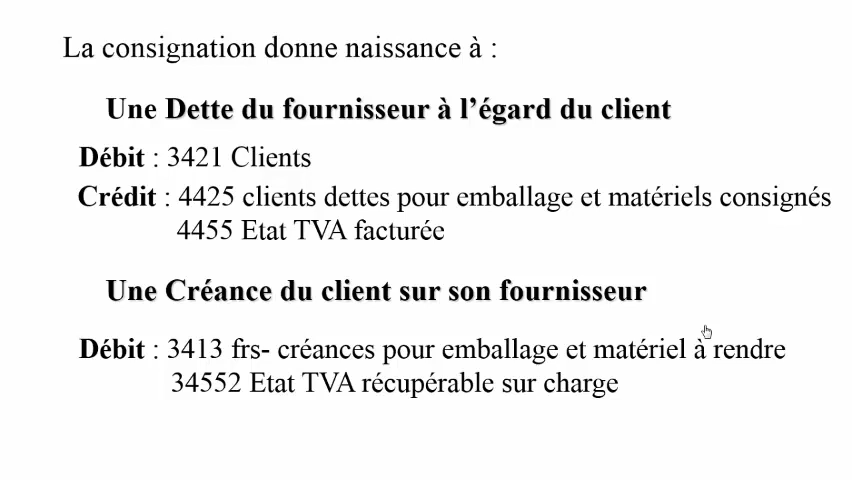 La consignation donne naissance à :
Une Dette du fournisseur à l’égard du client
Débit : 3421 Clients
Crédit : 4425 clients dettes pour emballage et matériels consignés
4455 Etat TVA facturée
Une Créance du client sur son fournisseur
Débit : 3413 frs- créances pour emballage et matériel à rendre
34552 Etat TVA récupérable sur charge